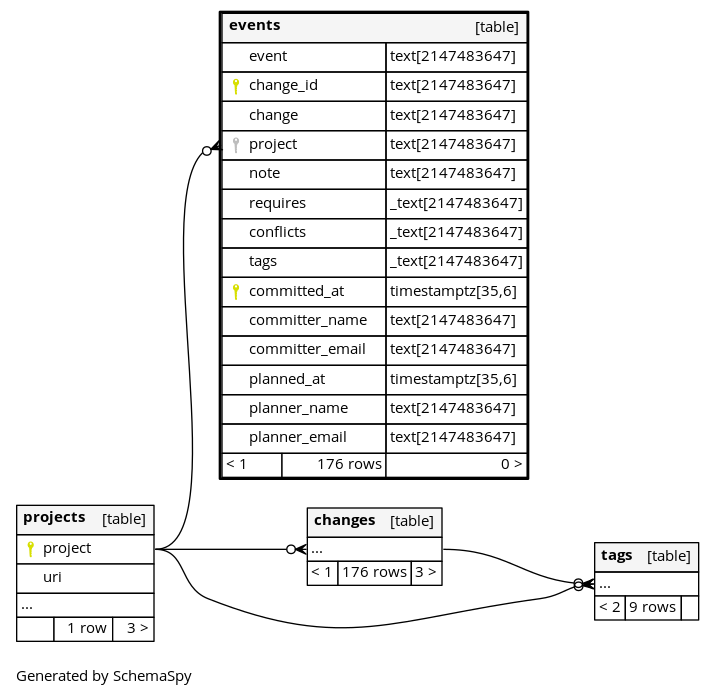 events [table]
event text[2147483647]
change_id text[2147483647]
change text[2147483647]
project text[2147483647]
note text[2147483647]
requires _text[2147483647]
conflicts _text[2147483647]
tags _text[2147483647]
committed_at timestamptz[35,6]
committer_name text[2147483647]
committer_email text[2147483647]
planned_at timestamptz[35,6]
planner_name text[2147483647]
planner_email text[2147483647]
< 1 176 rows 0 >
projects [table]
project
uri
...
1 row 3 >
changes [table]
...
< 1 176 rows 3 >
tags [table]
...
< 2 9 rows
Generated by SchemaSpy